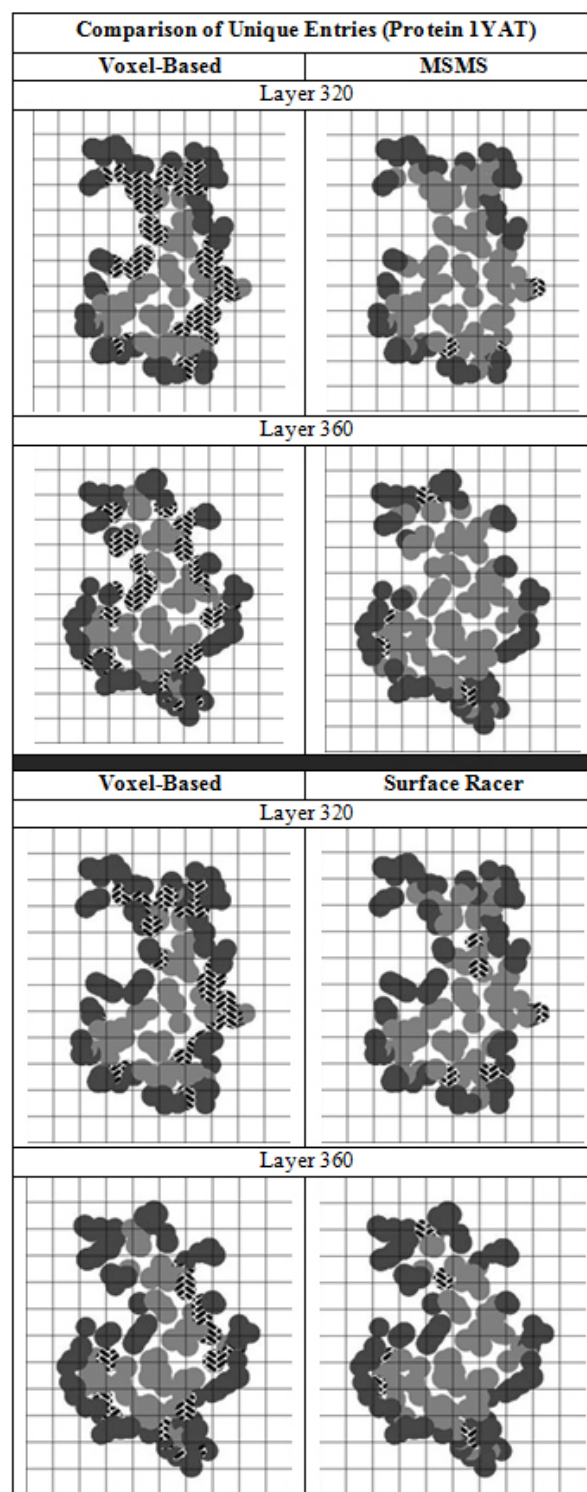 Comparison of Unique Entries (Protein 1YAT)
Voxel-Based MSMS
Layer 320
Layer 360
Voxel-Based Surface Racer
Layer 320
Layer 360